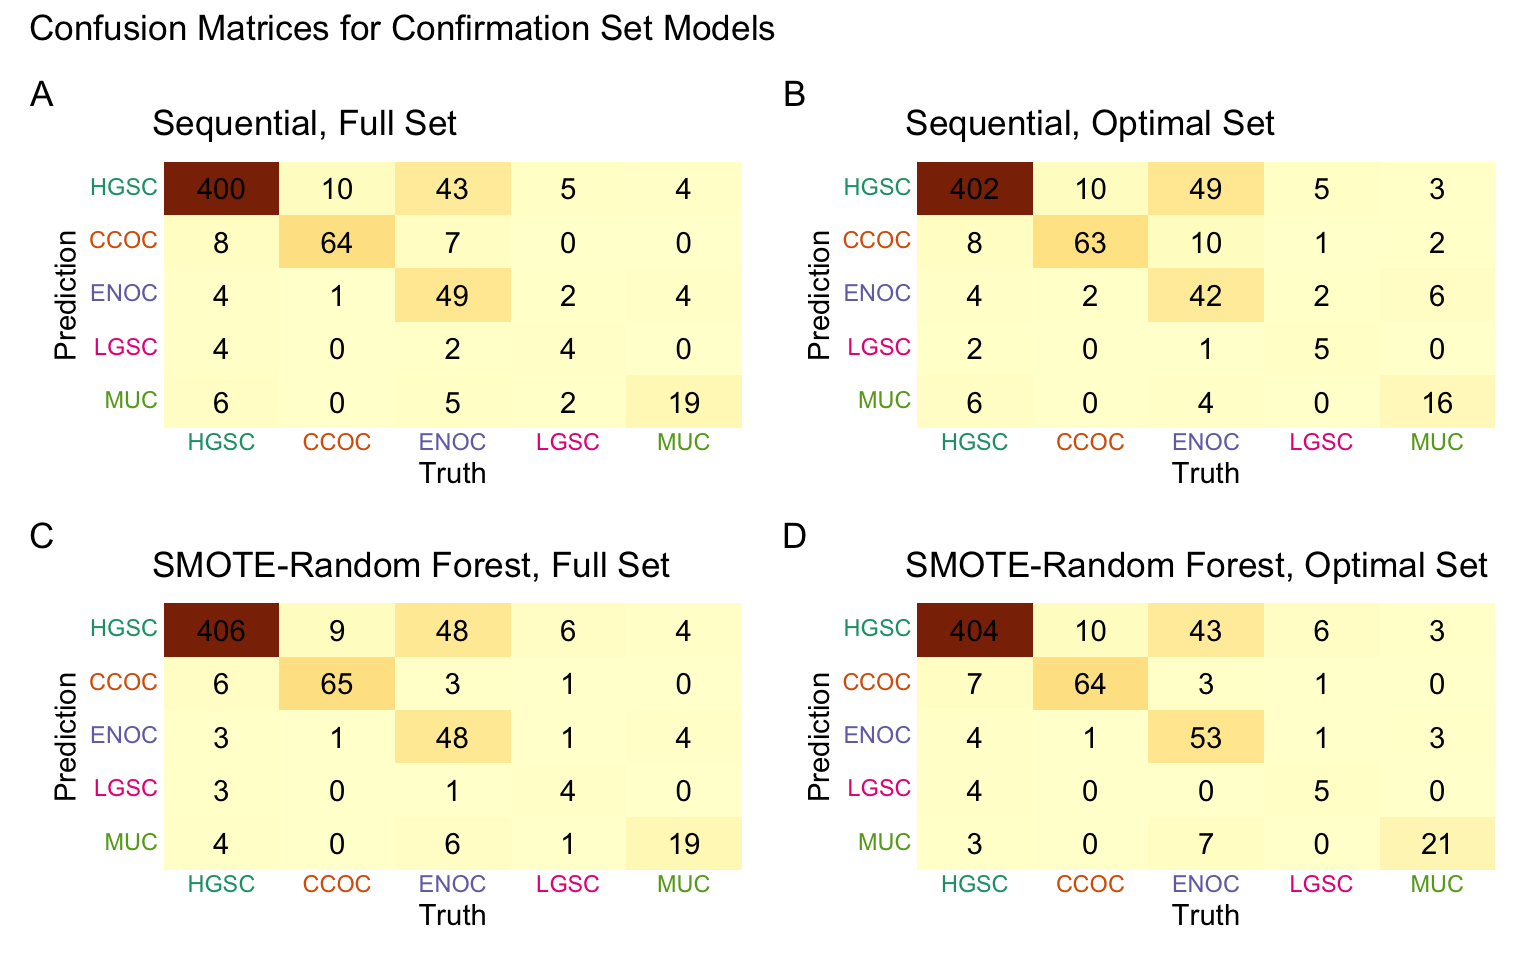 Confusion Matrices for Confirmation Set Models
A
Sequential, Full Set
Prediction
HGSC 400 10 43 5 4
CCOC 8 64 7 0 0
ENOC 4 1 49 2 4
LGSC 4 0 2 4 0
MUC 6 0 5 2 19
HGSC CCOC ENOC LGSC MUC
Truth
B
Sequential, Optimal Set
Prediction
HGSC 402 10 49 5 3
CCOC 8 63 10 1 2
ENOC 4 2 42 2 6
LGSC 2 0 1 5 0
MUC 6 0 4 0 16
HGSC CCOC ENOC LGSC MUC
Truth
C
SMOTE-Random Forest, Full Set
Prediction
HGSC 406 9 48 6 4
CCOC 6 65 3 1 0
ENOC 3 1 48 1 4
LGSC 3 0 1 4 0
MUC 4 0 6 1 19
HGSC CCOC ENOC LGSC MUC
Truth
D
SMOTE-Random Forest, Optimal Set
Prediction
HGSC 404 10 43 6 3
CCOC 7 64 3 1 0
ENOC 4 1 53 1 3
LGSC 4 0 0 5 0
MUC 3 0 7 0 21
HGSC CCOC ENOC LGSC MUC
Truth